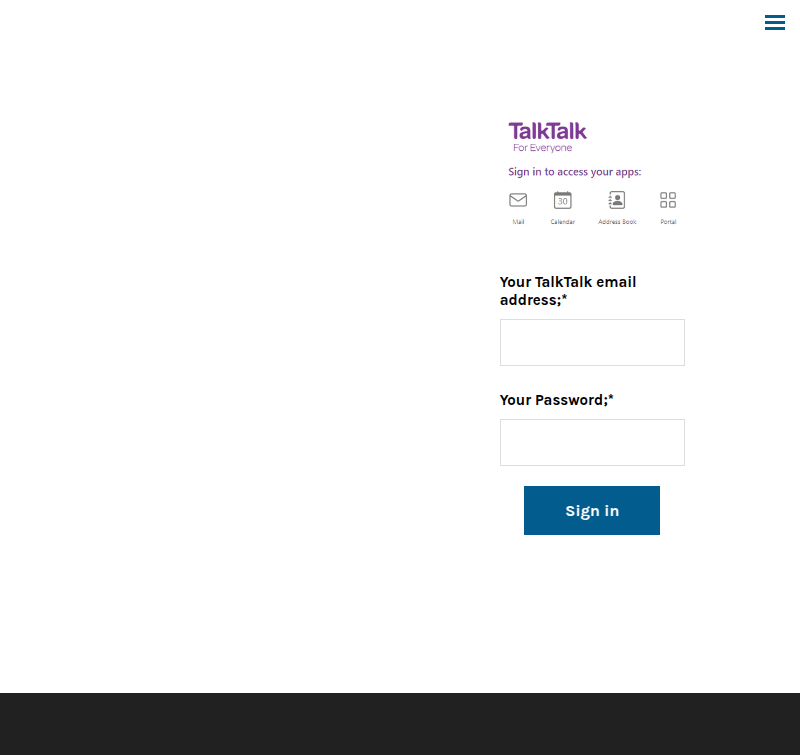 TalkTalk
For Everyone
Sign in to access your apps:
30
Mail Calendar Address Book Portal
Your TalkTalk email
address;*
Your Password;*
Sign in